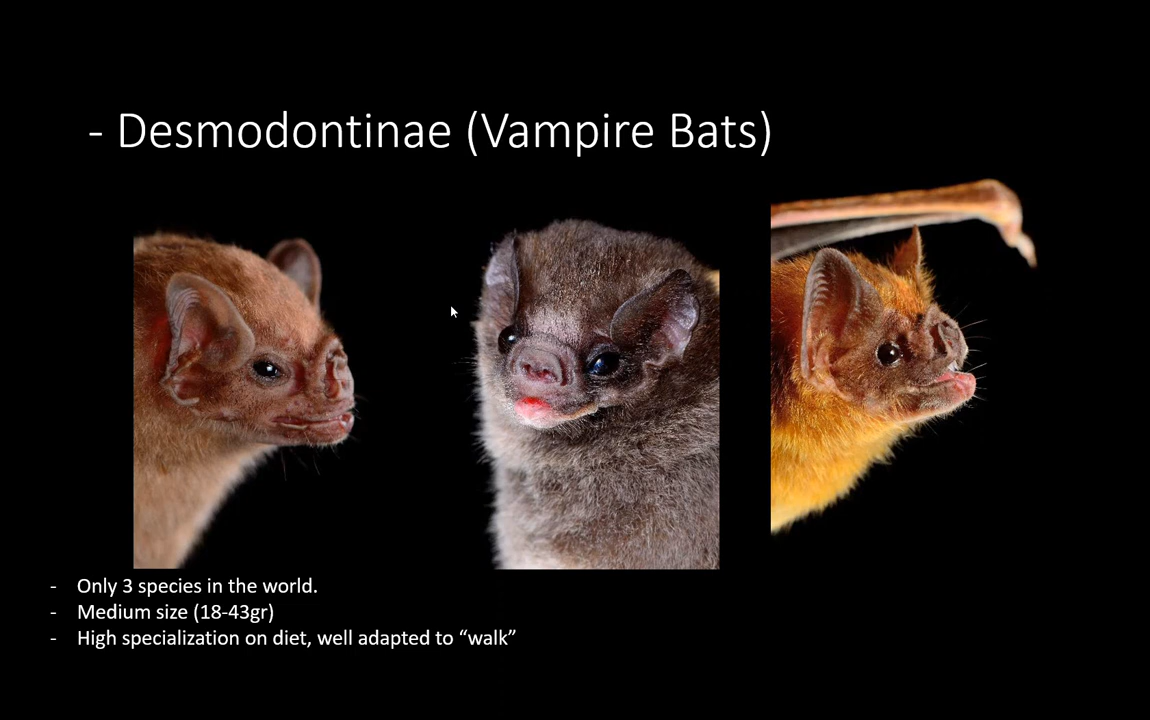 - Desmodontinae (Vampire Bats)
- Only 3 species in the world.
- Medium size (18-43gr)
- High specialization on diet, well adapted to “walk”